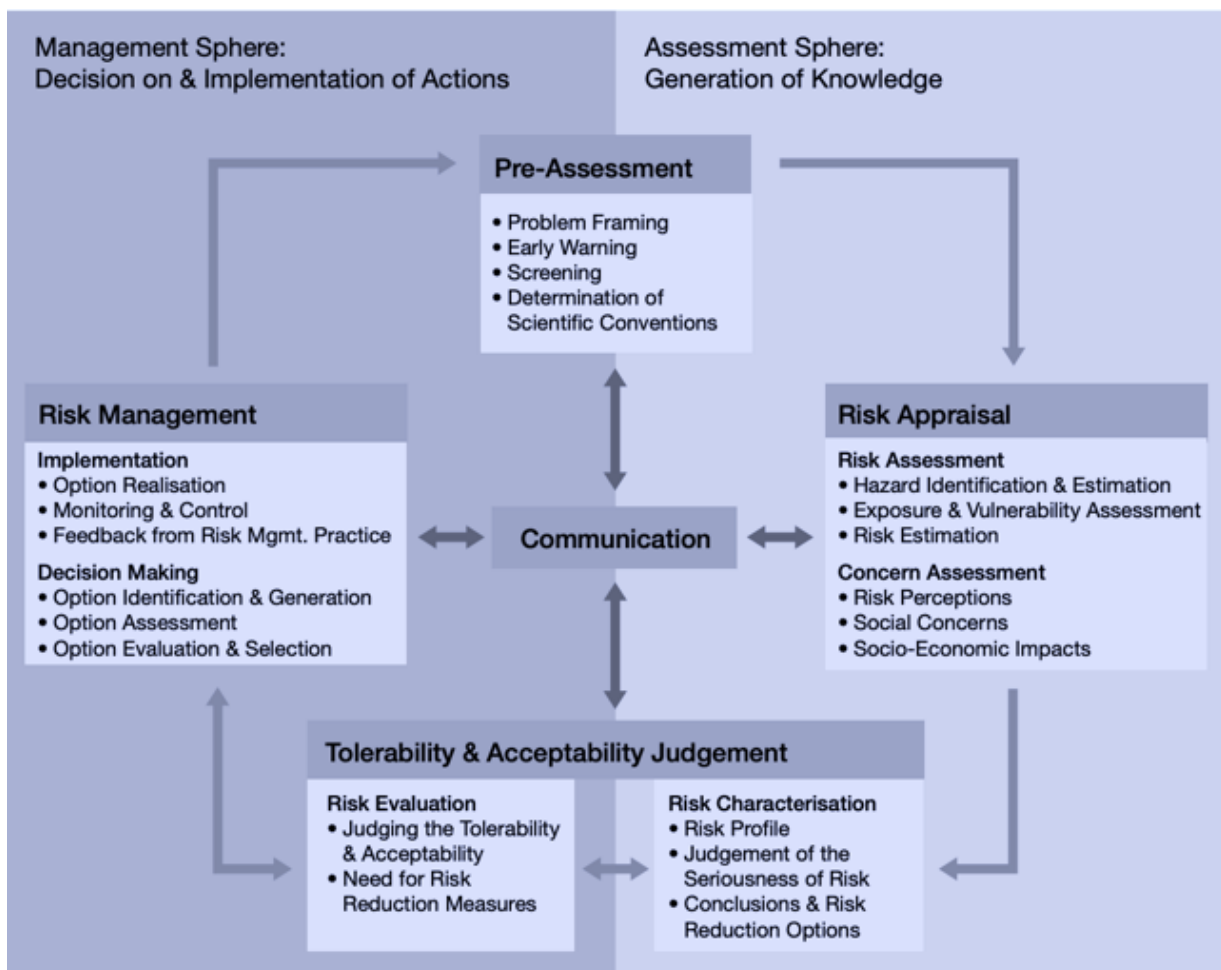 Management Sphere:
Decision on & Implementation of Actions
Assessment Sphere:
Generation of Knowledge
Pre-Assessment
• Problem Framing
• Early Warning
• Screening
• Determination of
Scientific Conventions
Risk Management
Implementation
• Option Realisation
• Monitoring & Control
• Feedback from Risk Mgmt. Practice
Decision Making
• Option Identification & Generation
• Option Assessment
• Option Evaluation & Selection
Communication
Risk Appraisal
Risk Assessment
• Hazard Identification & Estimation
• Exposure & Vulnerability Assessment
• Risk Estimation
Concern Assessment
• Risk Perceptions
• Social Concerns
• Socio-Economic Impacts
Tolerability & Acceptability Judgement
Risk Evaluation
• Judging the Tolerability
& Acceptability
• Need for Risk
Reduction Measures
Risk Characterisation
• Risk Profile
• Judgement of the
Seriousness of Risk
• Conclusions & Risk
Reduction Options